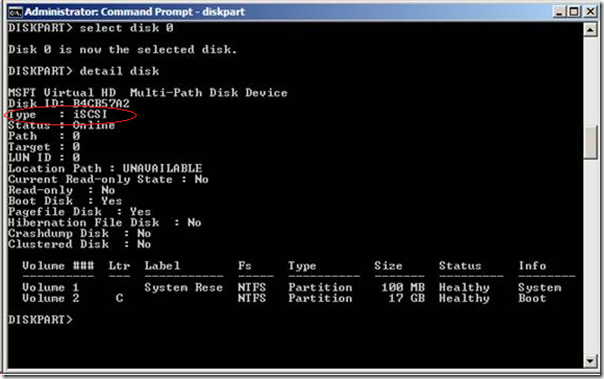 Administrator: Command Prompt - diskpart
DISKPART> select disk 0
Disk 0 is now the selected disk.
DISKPART> detail disk
MSFT Virtual HD  Multi-Path Disk Device
Disk ID: B4CB57A2
Type   : iSCSI
Status : Online
Path   : 0
Target : 0
LUN ID : 0
Location Path : UNAVAILABLE
Current Read-only State : No
Read-only  : No
Boot Disk  : Yes
Pagefile Disk  : Yes
Hibernation File Disk  : No
Crashdump Disk  : No
Clustered Disk  : No
Volume ###  Ltr  Label        Fs     Type        Size     Status     Info
----------  ---  -----------  -----  ----------  -------  ---------  --------
Volume 1         System Rese  NTFS   Partition    100 MB  Healthy    System
Volume 2     C                NTFS   Partition     17 GB  Healthy    Boot
DISKPART>